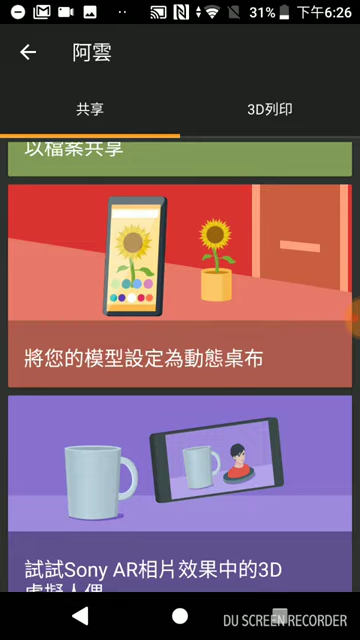 31% 下午6:26
阿雲
共享
3D列印
以檔案共享
將您的模型設定為動態桌布
試試Sony AR相片效果中的3D
虛擬人偶
DU SCREEN RECORDER